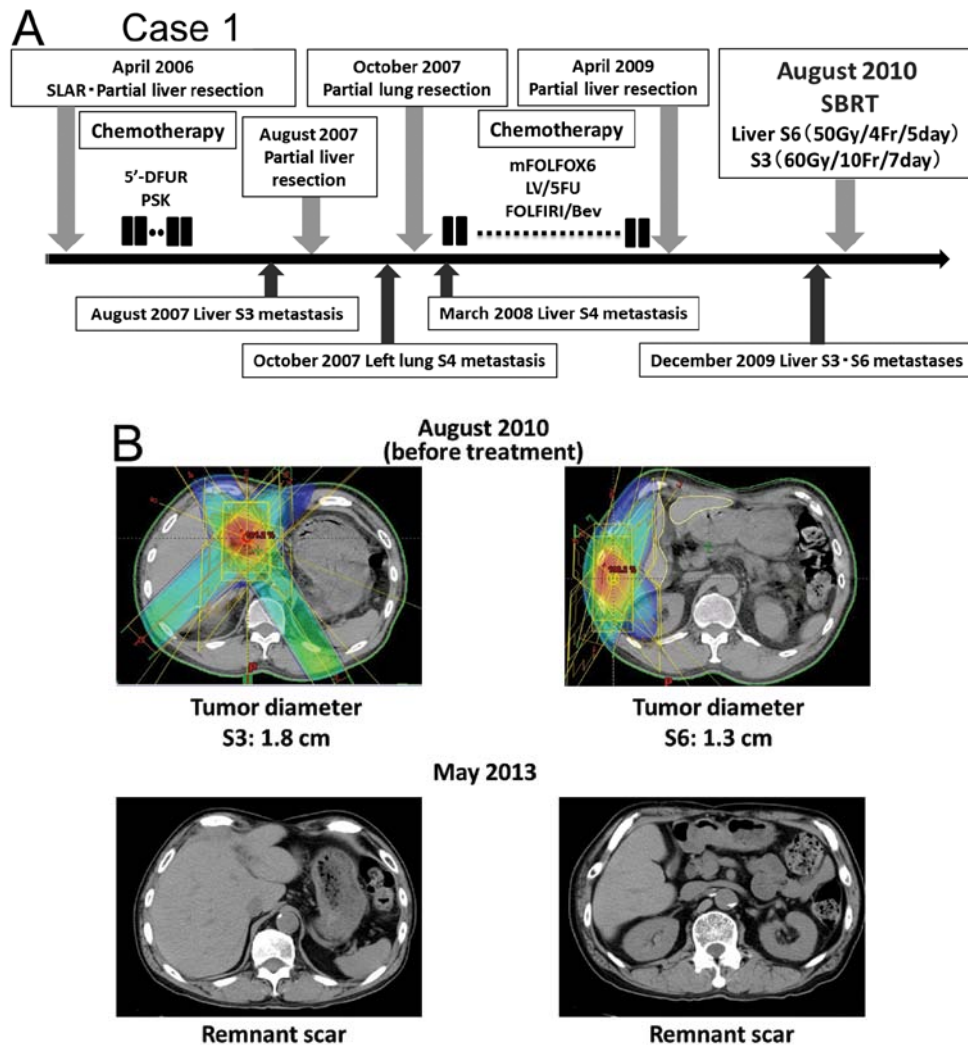 A
Case 1
April 2006
SLAR・Partial liver resection
Chemotherapy
5’-DFUR
PSK
August 2007
Partial liver
resection
October 2007
Partial lung resection
Chemotherapy
mFOLFOX6
LV/5FU
FOLFIRI/Bev
April 2009
Partial liver resection
August 2010
SBRT
Liver S6（50Gy/4Fr/5day）
S3（60Gy/10Fr/7day）
August 2007 Liver S3 metastasis
October 2007 Left lung S4 metastasis
March 2008 Liver S4 metastasis
December 2009 Liver S3・S6 metastases
B
August 2010
(before treatment)
Tumor diameter
S3: 1.8 cm
Tumor diameter
S6: 1.3 cm
May 2013
Remnant scar
Remnant scar